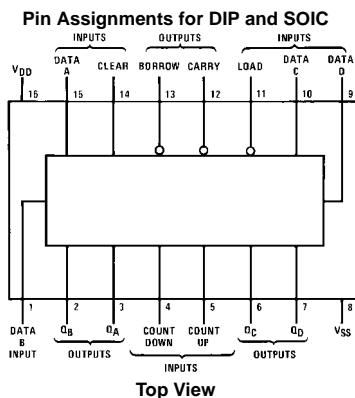 Pin Assignments for DIP and SOIC
INPUTS OUTPUTS INPUTS
VDD DATA A CLEAR BORROW CARRY LOAD DATA C DATA D
16 15 14 13 12 11 10 9
1 2 3 4 5 6 7 8
DATA B INPUT QB QA COUNT DOWN COUNT UP QC QD VSS
OUTPUTS INPUTS OUTPUTS
Top View